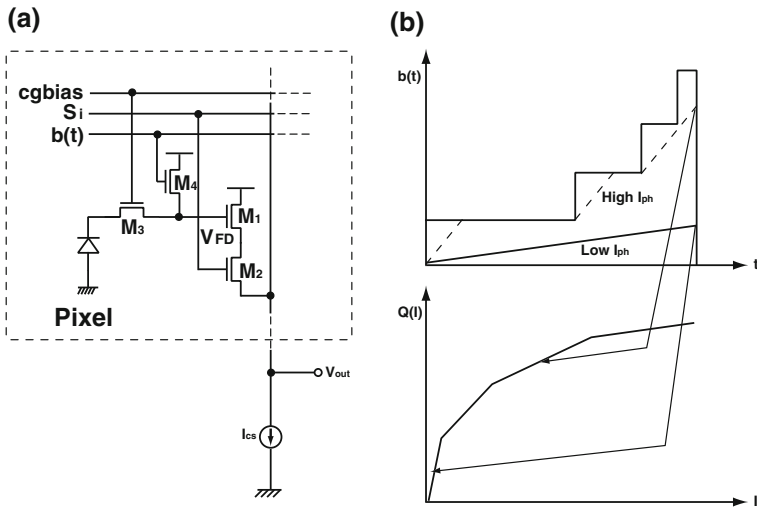 (a)
cgbias
Si
b(t)
M4
M3
VFD
M1
M2
Pixel
Vout
Ics
(b)
b(t)
High Iph
Low Iph
t
Q(I)
I